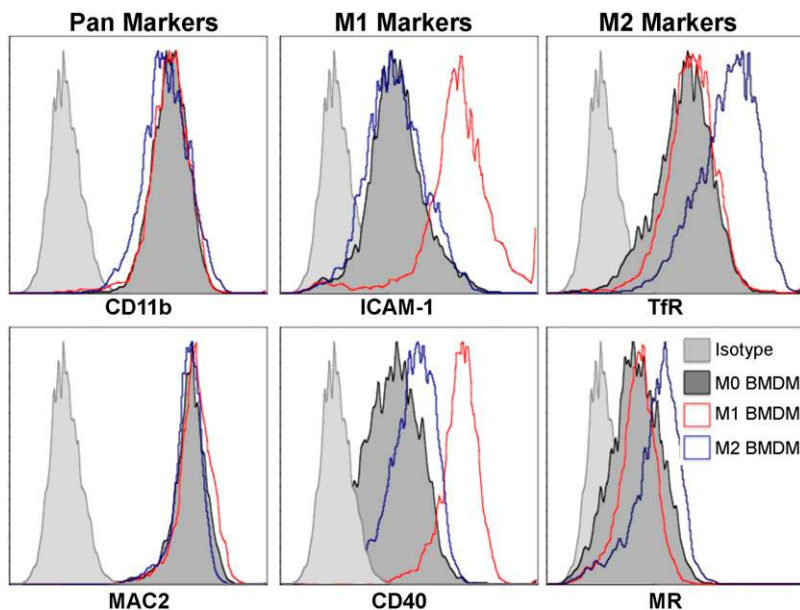 Pan Markers M1 Markers M2 Markers
CD11b ICAM-1 TfR
Isotype
M0 BMDM
M1 BMDM
M2 BMDM
MAC2 CD40 MR